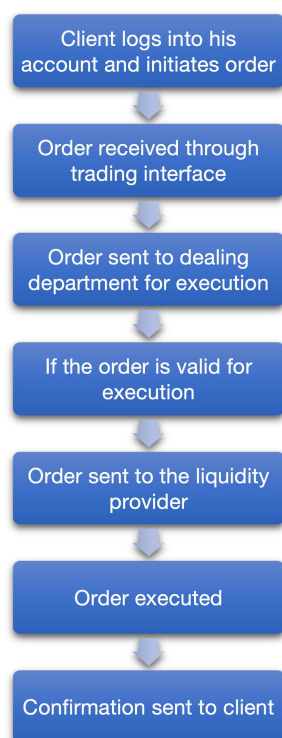 Client logs into his
account and initiates order
Order received through
trading interface
Order sent to dealing
department for execution
If the order is valid for
execution
Order sent to the liquidity
provider
Order executed
Confirmation sent to client